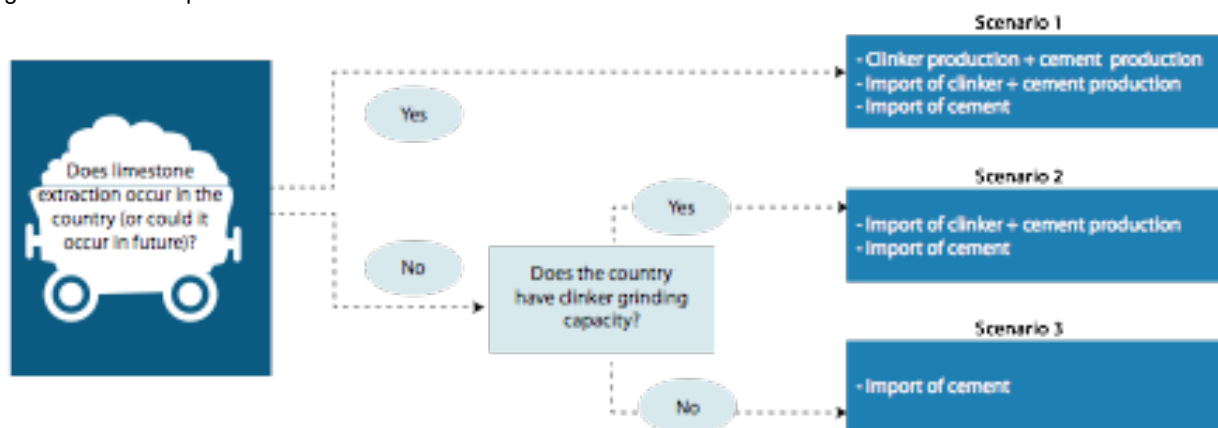 Scenario 1
Does limestone
extraction occur in the
country (or could it
occur in future)?
Yes
- Clinker production + cement production
- Import of clinker + cement production
- Import of cement
No
Does the country
have clinker grinding
capacity?
Yes
Scenario 2
- Import of clinker + cement production
- Import of cement
No
Scenario 3
- Import of cement